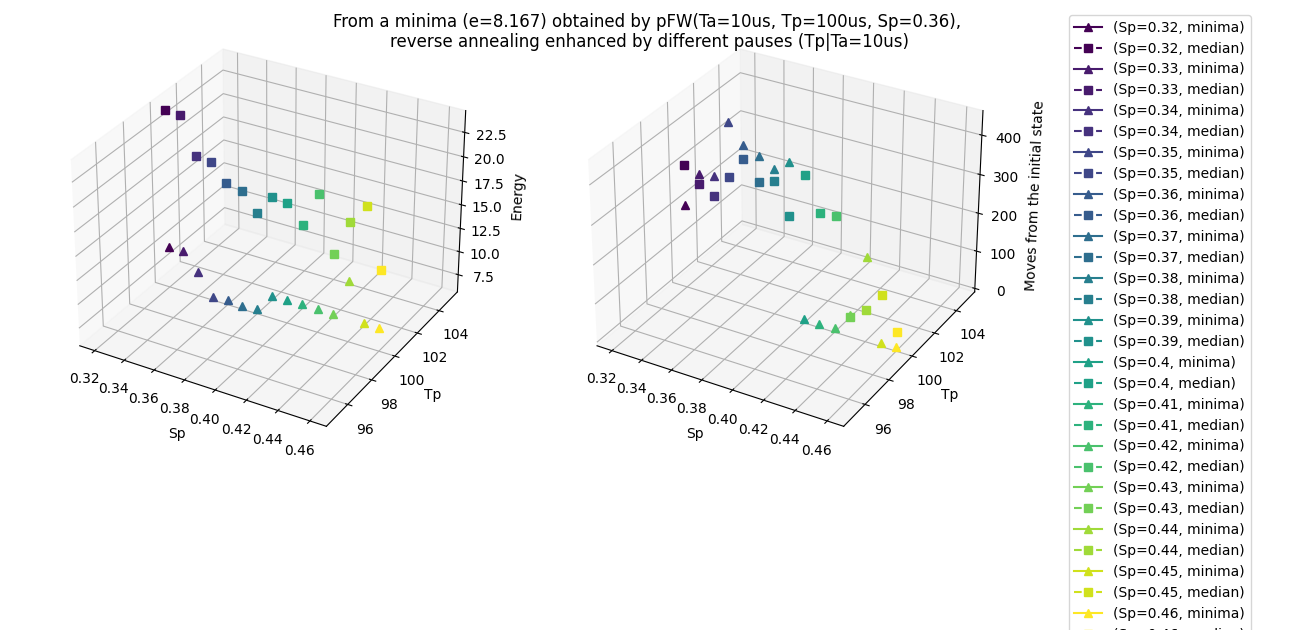 From a minima (e=8.167) obtained by pFW(Ta=10us, Tp=100us, Sp=0.36),
reverse annealing enhanced by different pauses (Tp|Ta=10us)
22.5
20.0
17.5
15.0
12.5
10.0
7.5
Energy
104
102
100
98
96
Tp
0.32
0.34
0.36
0.38
0.40
0.42
0.44
0.46
Sp
400
300
200
100
0
Moves from the initial state
104
102
100
98
96
Tp
0.32
0.34
0.36
0.38
0.40
0.42
0.44
0.46
Sp
(Sp=0.32, minima)
(Sp=0.32, median)
(Sp=0.33, minima)
(Sp=0.33, median)
(Sp=0.34, minima)
(Sp=0.34, median)
(Sp=0.35, minima)
(Sp=0.35, median)
(Sp=0.36, minima)
(Sp=0.36, median)
(Sp=0.37, minima)
(Sp=0.37, median)
(Sp=0.38, minima)
(Sp=0.38, median)
(Sp=0.39, minima)
(Sp=0.39, median)
(Sp=0.4, minima)
(Sp=0.4, median)
(Sp=0.41, minima)
(Sp=0.41, median)
(Sp=0.42, minima)
(Sp=0.42, median)
(Sp=0.43, minima)
(Sp=0.43, median)
(Sp=0.44, minima)
(Sp=0.44, median)
(Sp=0.45, minima)
(Sp=0.45, median)
(Sp=0.46, minima)